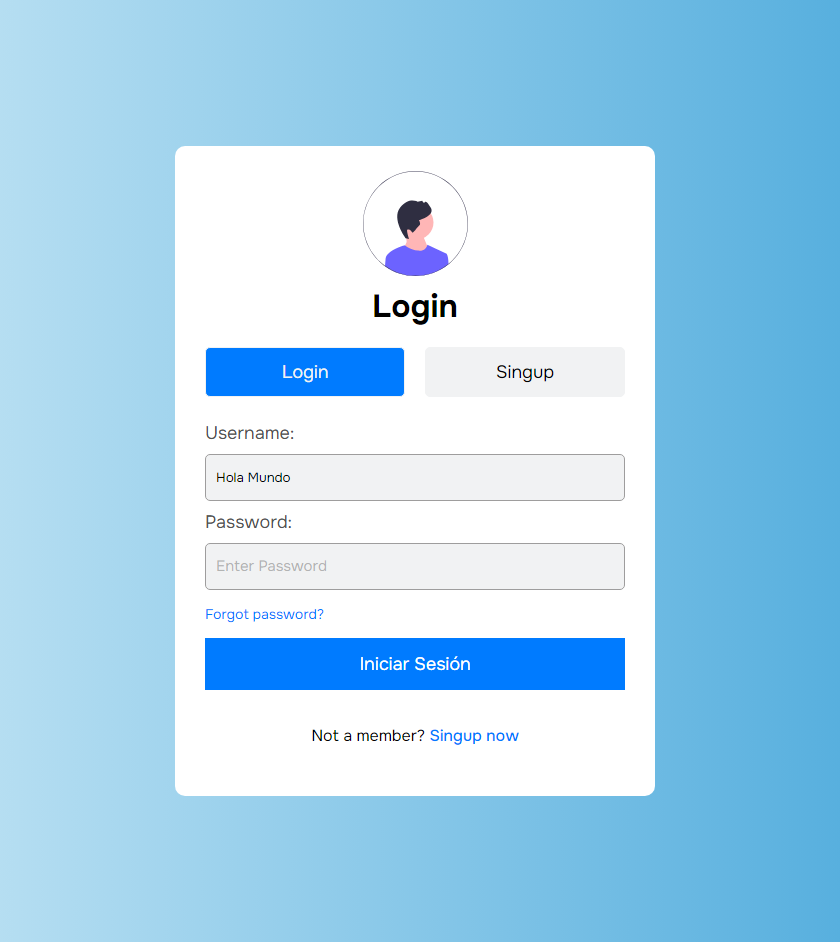 Login
Login
Singup
Username:
Hola Mundo
Password:
Enter Password
Forgot password?
Iniciar Sesión
Not a member? Singup now